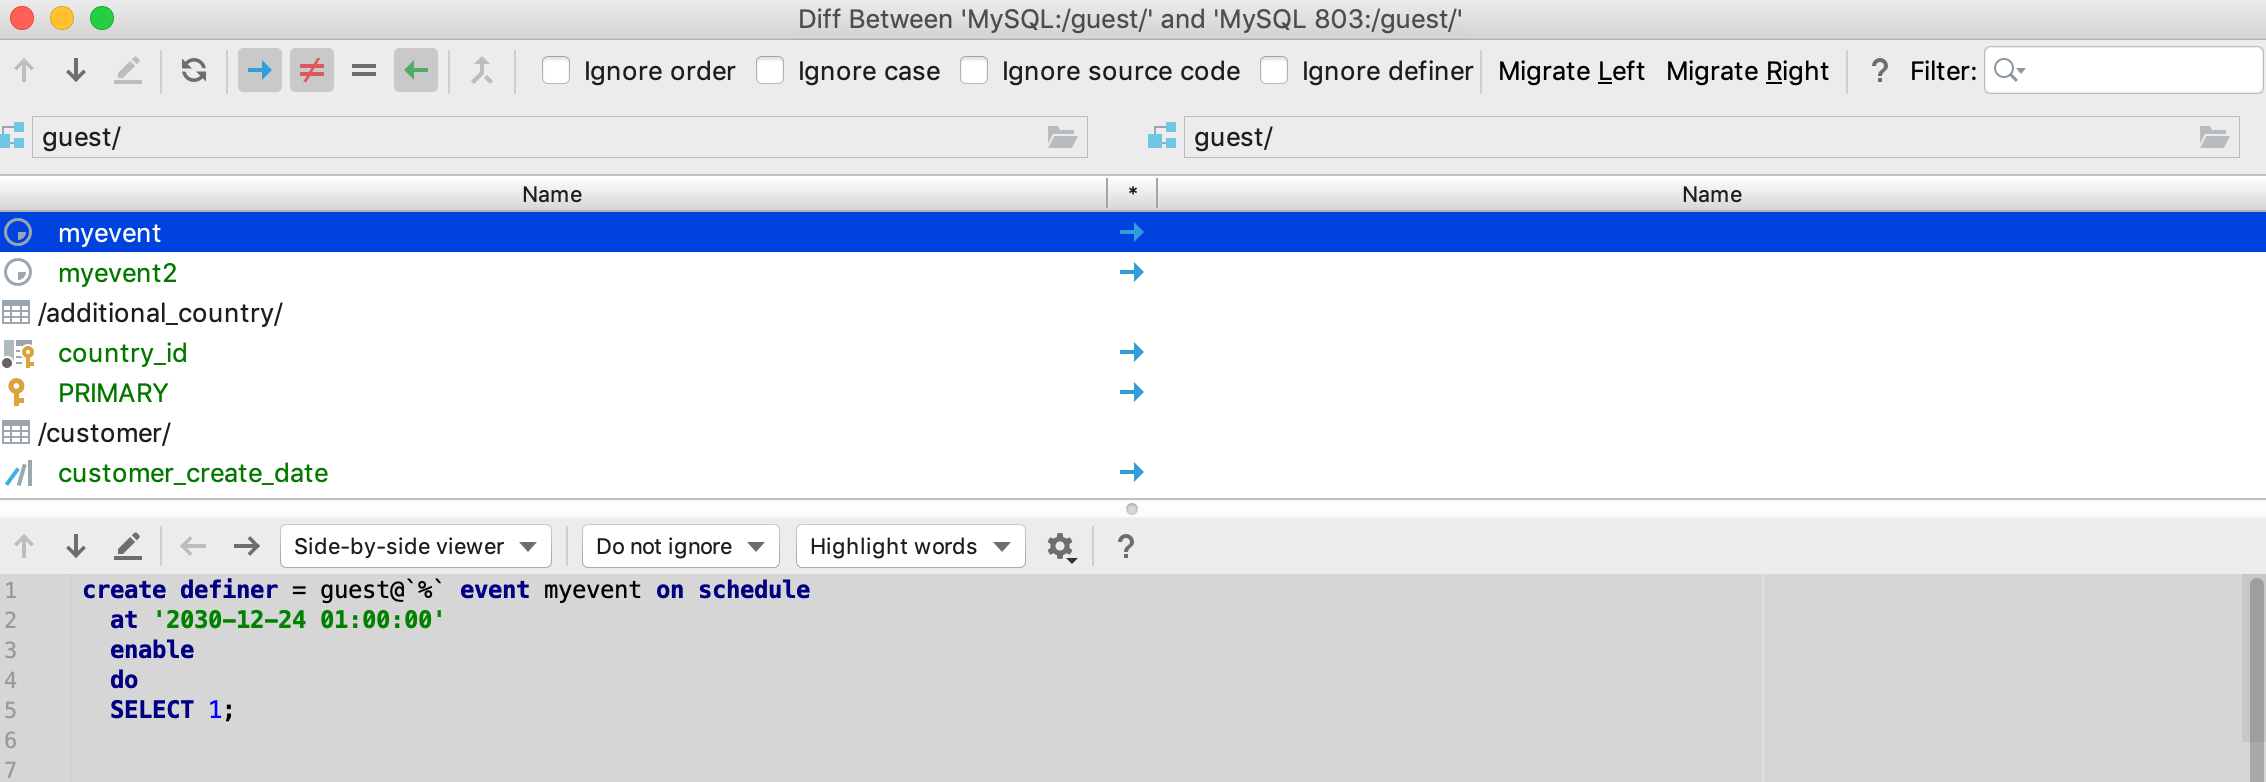 Diff Between 'MySQL:/guest/' and 'MySQL 803:/guest/'
Ignore order Ignore case Ignore source code Ignore definer Migrate Left Migrate Right ? Filter:
guest/ guest/
Name * Name
myevent
myevent2
/additional_country/
country_id
PRIMARY
/customer/
customer_create_date
Side-by-side viewer Do not ignore Highlight words ?
1 create definer = guest@`%` event myevent on schedule
2 at '2030-12-24 01:00:00'
3 enable
4 do
5 SELECT 1;
6
7